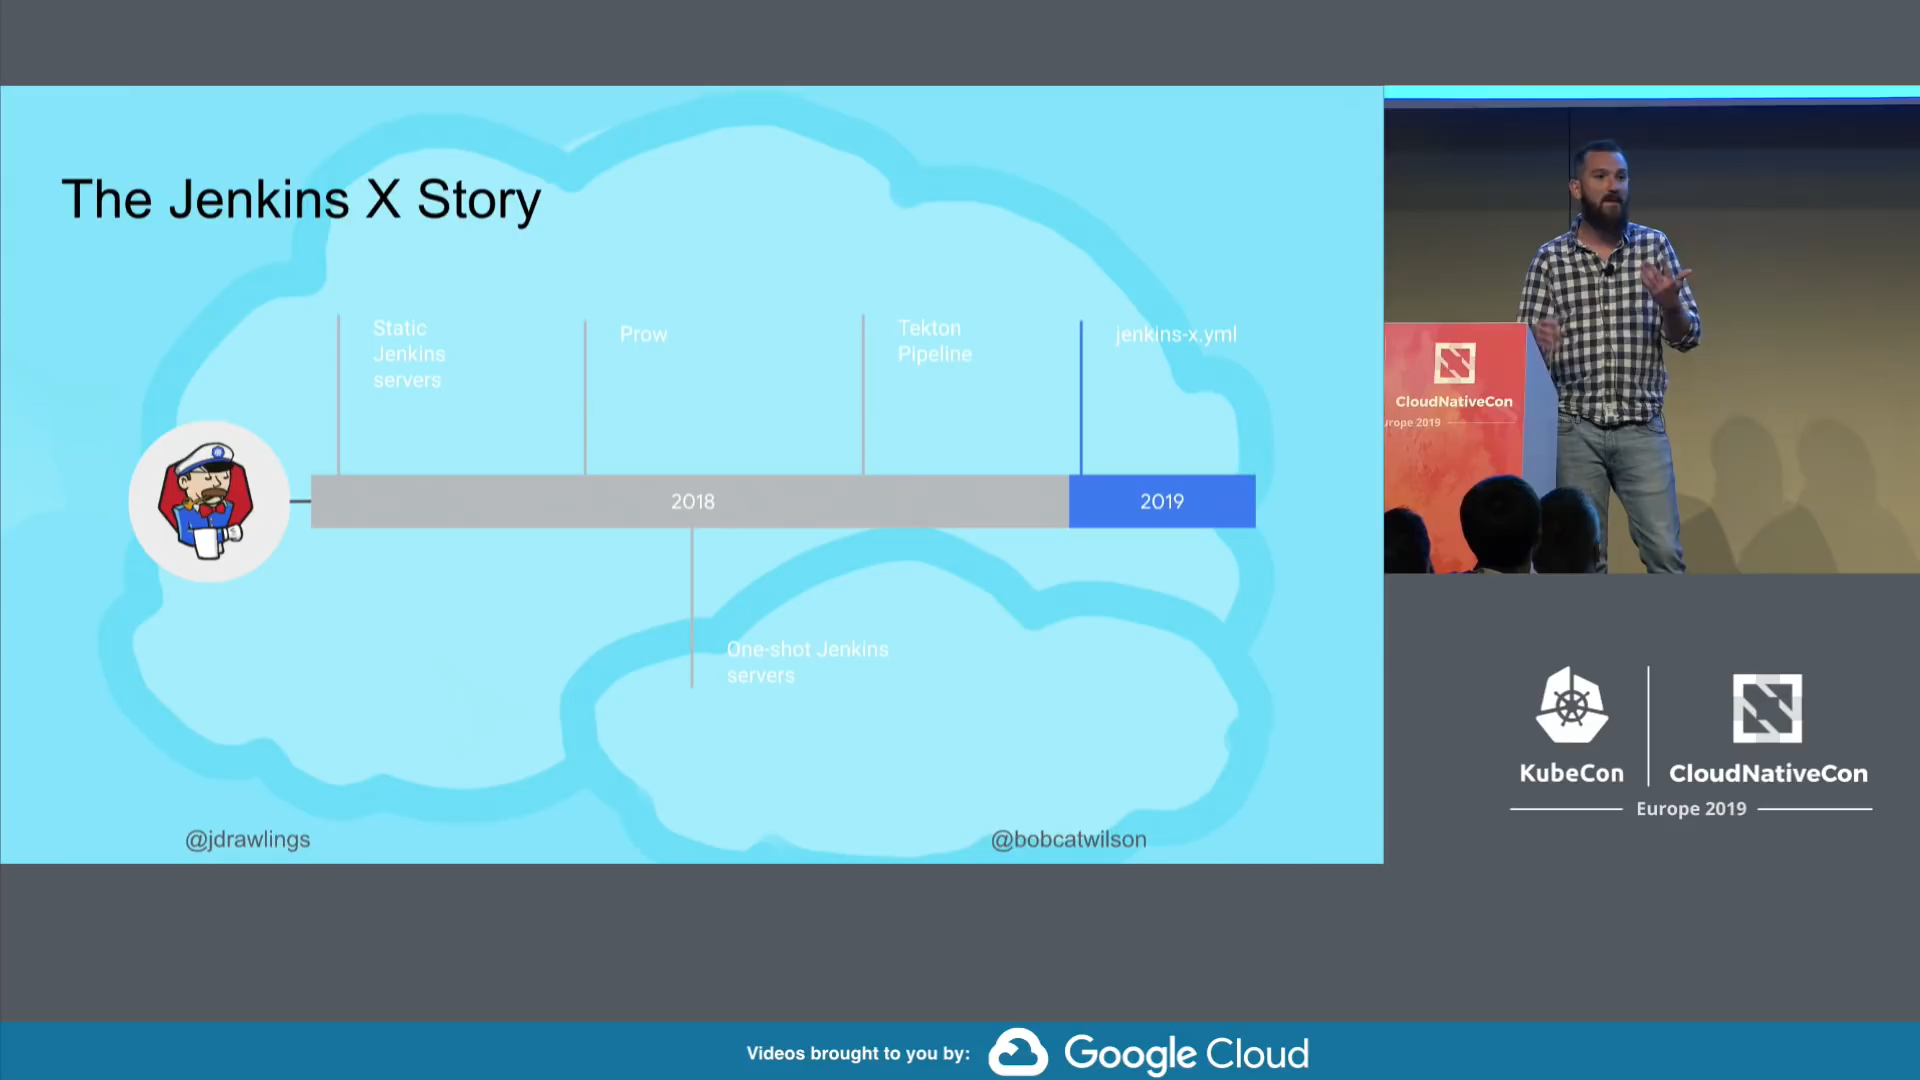 The Jenkins X Story
Static
Jenkins
servers
Prow
Tekton
Pipeline
jenkins-x.yml
2018
2019
One-shot Jenkins
servers
@jdrawlings
@bobcatwilson
CloudNativeCon
urope 2019
KubeCon
CloudNativeCon
Europe 2019
Videos brought to you by:
Google Cloud